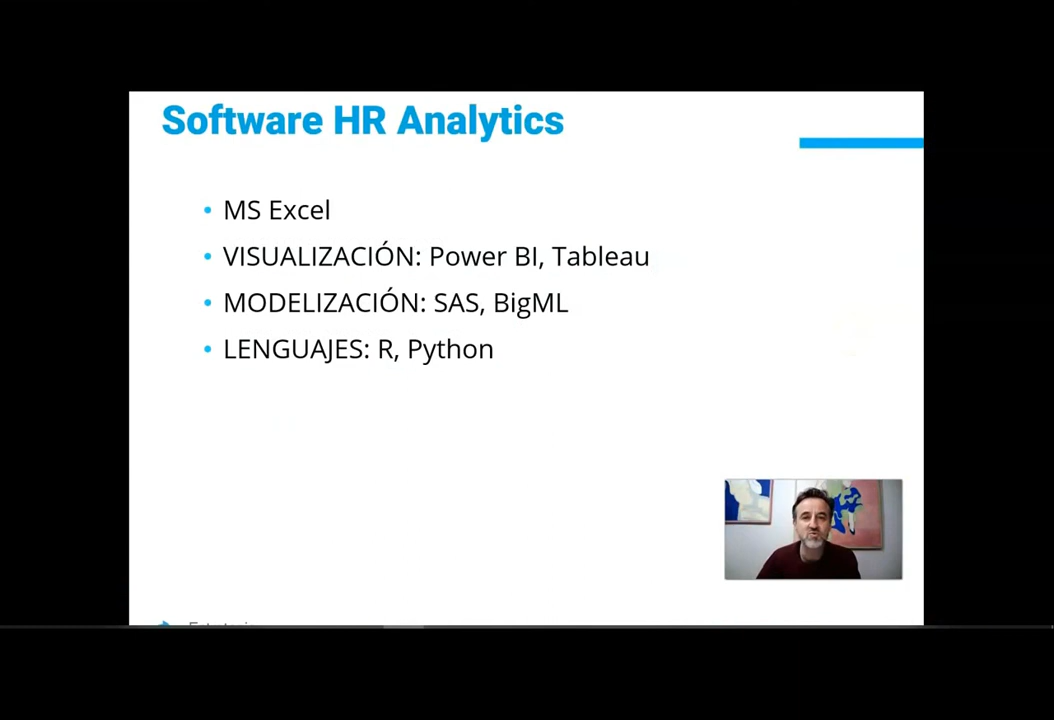 Software HR Analytics
• MS Excel
• VISUALIZACIÓN: Power BI, Tableau
• MODELIZACIÓN: SAS, BigML
• LENGUAJES: R, Python